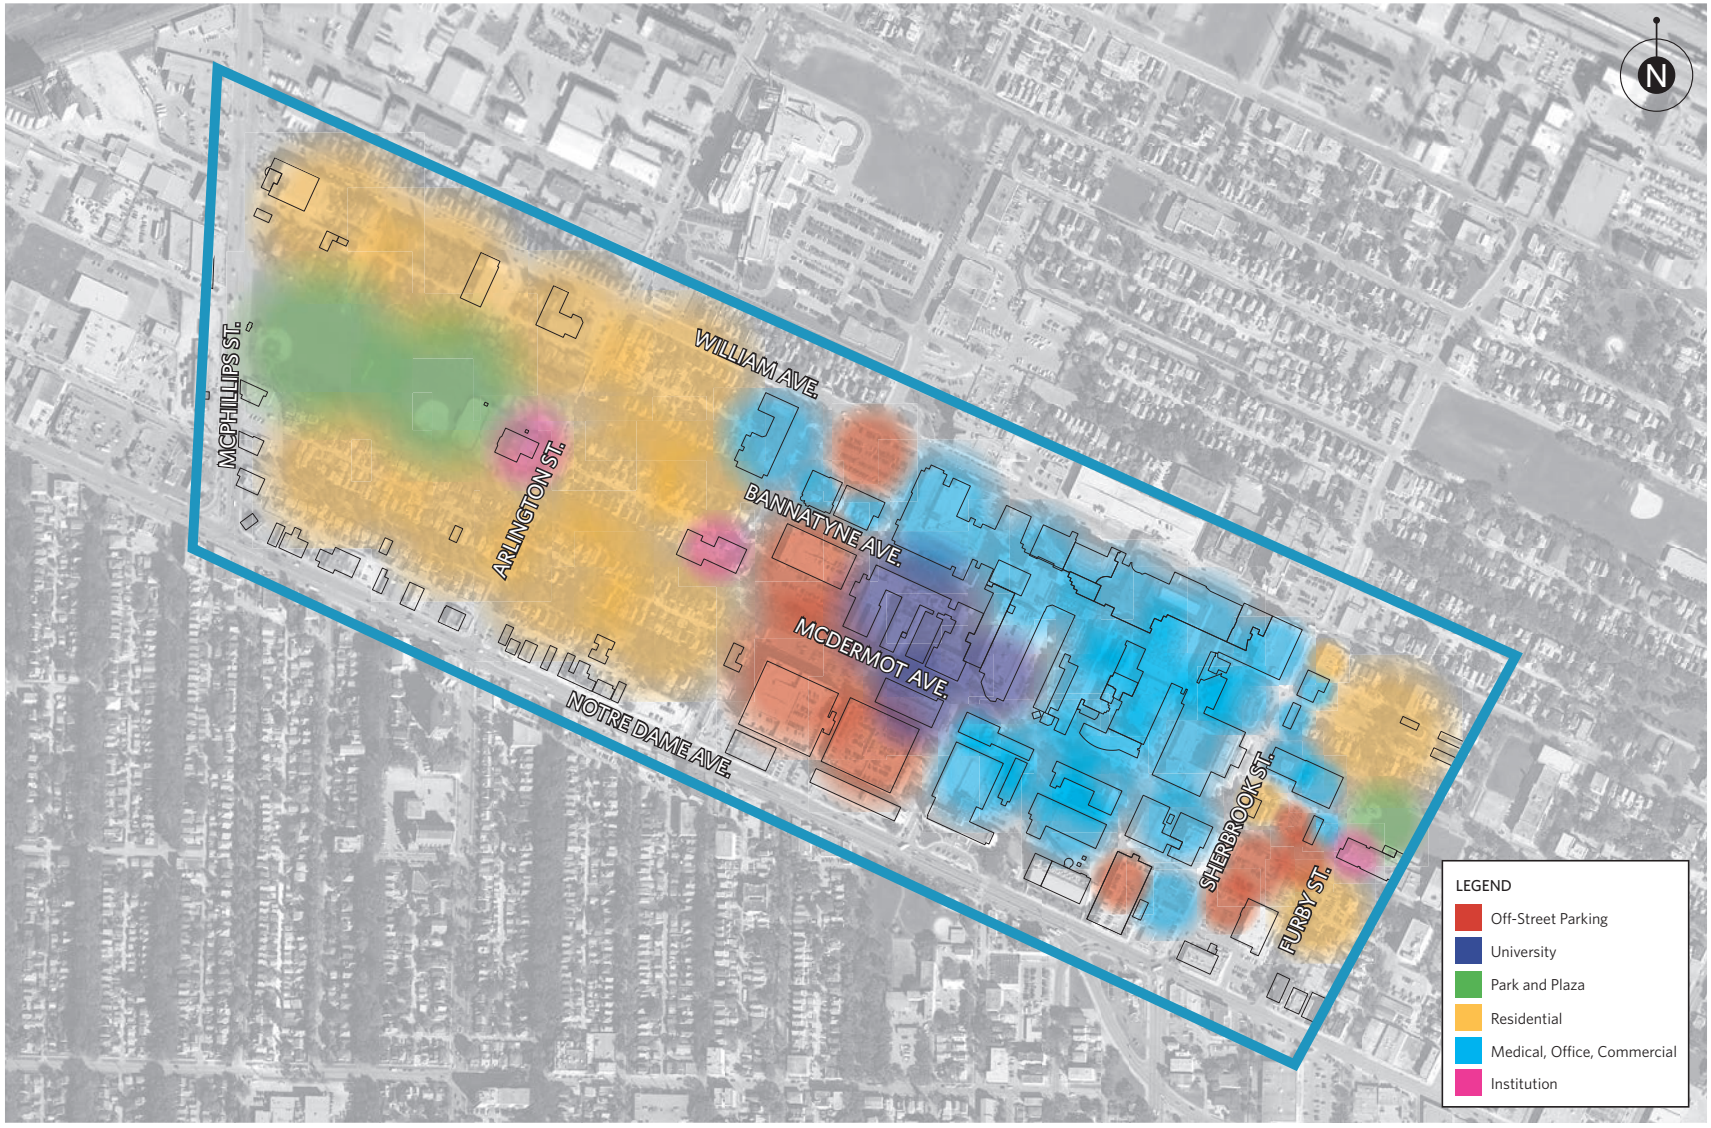 N
WILLIAM AVE.
MCPHILLIPS ST.
ARLINGTON ST.
BANNATYNE AVE.
MCDERMOT AVE.
NOTRE DAME AVE.
SHERBROOK ST.
FURBY ST.
LEGEND
Off-Street Parking
University
Park and Plaza
Residential
Medical, Office, Commercial
Institution